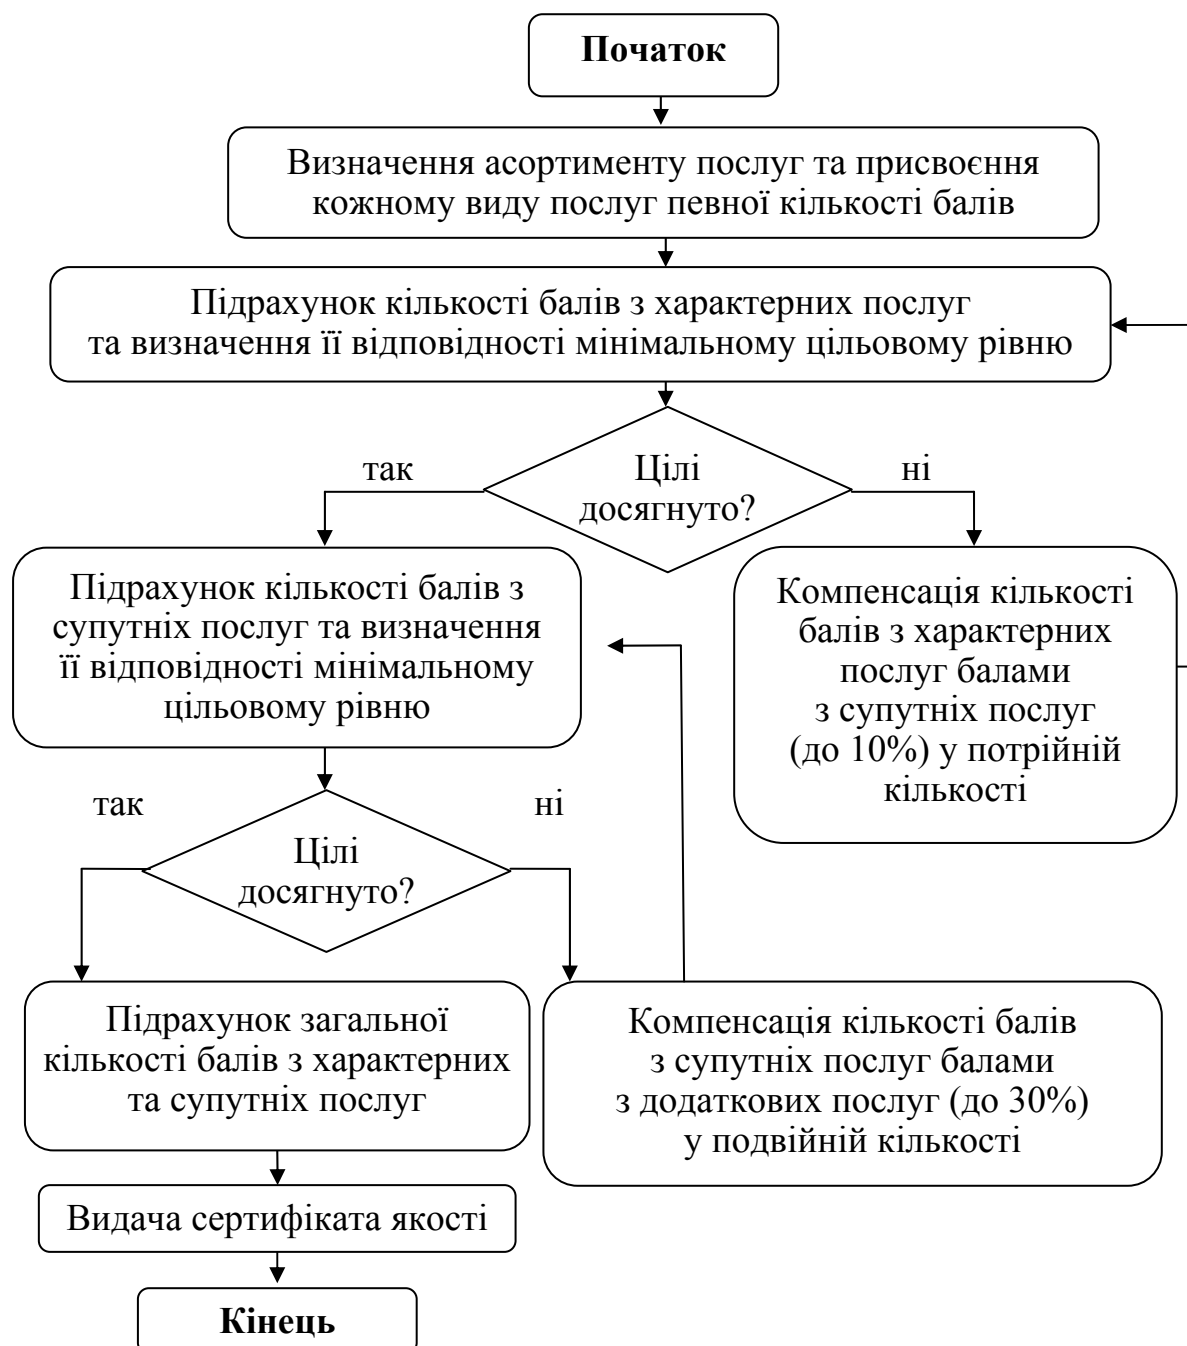 Початок
Визначення асортименту послуг та присвоєння
кожному виду послуг певної кількості балів
Підрахунок кількості балів з характерних послуг
та визначення її відповідності мінімальному цільовому рівню
так
Цілі
досягнуто?
ні
Підрахунок кількості балів з
супутніх послуг та визначення
її відповідності мінімальному
цільовому рівню
Компенсація кількості
балів з характерних
послуг балами
з супутніх послуг
(до 10%) у потрійній
кількості
так
Цілі
досягнуто?
ні
Підрахунок загальної
кількості балів з характерних
та супутніх послуг
Компенсація кількості балів
з супутніх послуг балами
з додаткових послуг (до 30%)
у подвійній кількості
Видача сертифіката якості
Кінець